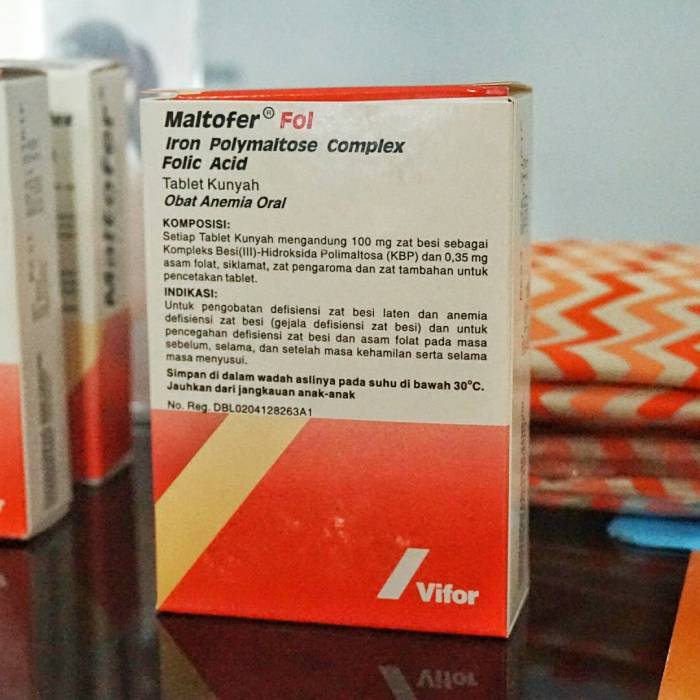 Maltofer® Fol
Iron Polymaltose Complex
Folic Acid
Tablet Kunyah
Obat Anemia Oral
KOMPOSISI:
Setiap Tablet Kunyah mengandung 100 mg zat besi sebagai
Kompleks Besi(III)-Hidroksida Polimaltosa (KBP) dan 0,35 mg
asam folat, siklamat, zat pengaroma dan zat tambahan untuk
pencetakan tablet.
INDIKASI:
Untuk pengobatan defisiensi zat besi laten dan anemia
defisiensi zat besi (gejala defisiensi zat besi) dan untuk
pencegahan defisiensi zat besi dan asam folat pada masa
sebelum, selama, dan setelah masa kehamilan serta selama
masa menyusui.
Simpan di dalam wadah aslinya pada suhu di bawah 30°C.
Jauhkan dari jangkauan anak-anak
No. Reg. DBL0204128263A1
Vifor
Maltofer
for